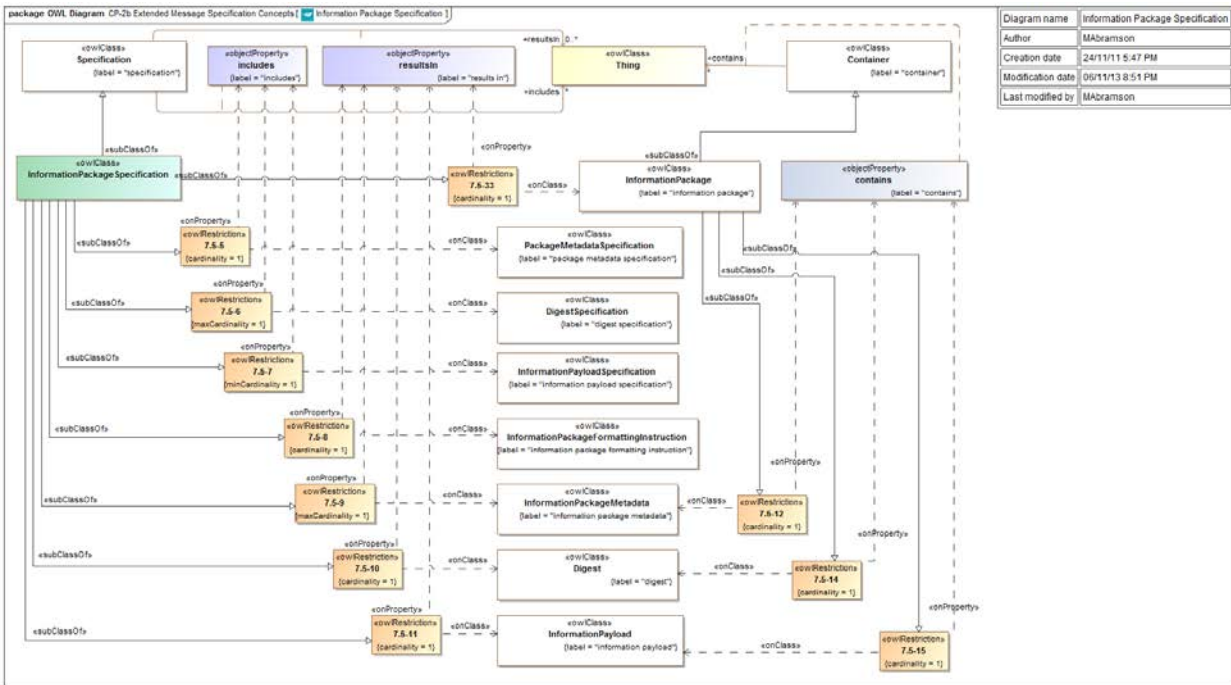 package OWL Diagram CP-2b Extended Message Specification Concepts [ Information Package Specification ]
Diagram name Information Package Specification
Author MAbramson
Creation date 24/11/11 5:47 PM
Modification date 06/11/13 8:51 PM
Last modified by MAbramson
«owlClass»
Specification
{label = "specification"}
«objectProperty»
includes
{label = "includes"}
«objectProperty»
resultsIn
{label = "results in"}
+resultsIn 0..*
«owlClass»
Thing
+includes *
+contains
*
«owlClass»
Container
{label = "container"}
«owlClass»
InformationPackageSpecification
«subClassOf»
«onProperty»
«owlRestriction»
7.5-33
{cardinality = 1}
«onClass»
«subClassOf»
«owlClass»
InformationPackage
{label = "information package"}
«objectProperty»
contains
{label = "contains"}
«onProperty»
«subClassOf»
«owlRestriction»
7.5-5
{cardinality = 1}
«onClass»
«owlClass»
PackageMetadataSpecification
{label = "package metadata specification"}
«subClassOf»
«onProperty»
«subClassOf»
«owlRestriction»
7.5-6
{maxCardinality = 1}
«onClass»
«owlClass»
DigestSpecification
{label = "digest specification"}
«subClassOf»
«subClassOf»
«onProperty»
«subClassOf»
«owlRestriction»
7.5-7
{minCardinality = 1}
«onClass»
«owlClass»
InformationPayloadSpecification
{label = "information payload specification"}
«onProperty»
«subClassOf»
«owlRestriction»
7.5-8
{cardinality = 1}
«onClass»
«owlClass»
InformationPackageFormattingInstruction
{label = "information package formatting instruction"}
«onProperty»
«onProperty»
«subClassOf»
«owlRestriction»
7.5-9
{maxCardinality = 1}
«onClass»
«owlClass»
InformationPackageMetadata
{label = "information package metadata"}
«onClass»
«owlRestriction»
7.5-12
{cardinality = 1}
«onProperty»
«onProperty»
«subClassOf»
«owlRestriction»
7.5-10
{cardinality = 1}
«onClass»
«owlClass»
Digest
{label = "digest"}
«onClass»
«owlRestriction»
7.5-14
{cardinality = 1}
«onProperty»
«onProperty»
«subClassOf»
«owlRestriction»
7.5-11
{cardinality = 1}
«onClass»
«owlClass»
InformationPayload
{label = "information payload"}
«onClass»
«owlRestriction»
7.5-15
{cardinality = 1}